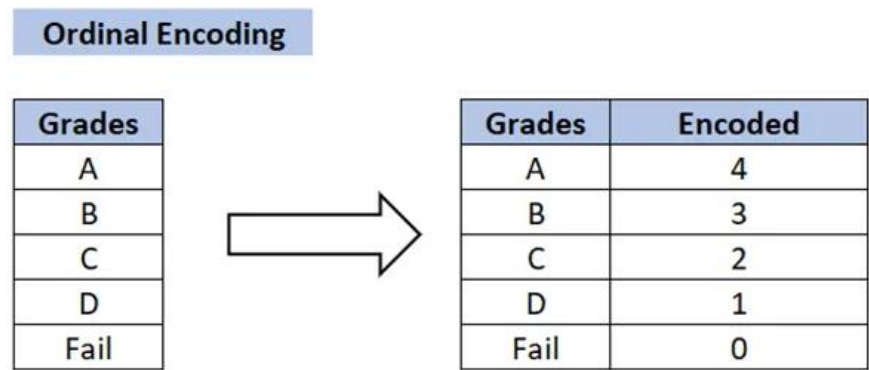 Ordinal Encoding
Grades
A
B
C
D
Fail
Grades Encoded
A 4
B 3
C 2
D 1
Fail 0